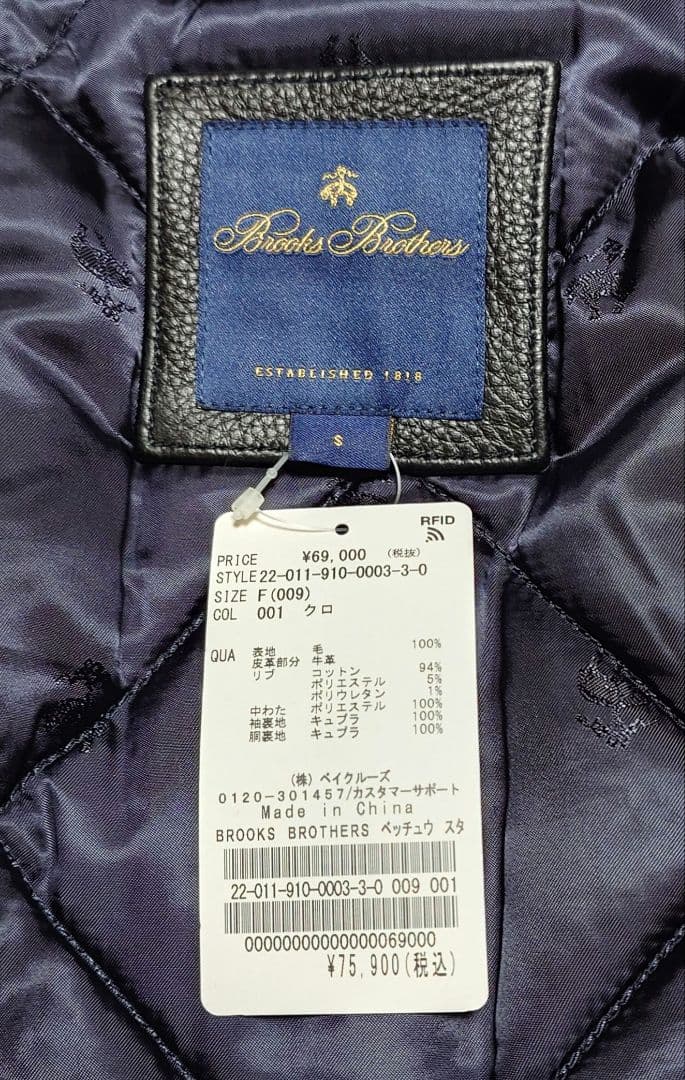 Brooks Brothers
ESTABLISHED 1818
S
RFID
PRICE ¥69,000 (税抜)
STYLE 22-011-910-0003-3-0
SIZE F(009)
COL 001 クロ
QUA 表地 毛 100%
皮革部分 牛革
リブ コットン 94%
ポリエステル 5%
ポリウレタン 1%
中わた ポリエステル 100%
袖裏地 キュプラ 100%
胴裏地 キュプラ
(株) ベイクルーズ
0120-301457/カスタマーサポート
Made in China
BROOKS BROTHERS ベッチュウ スタ
22-011-910-0003-3-0 009 001
00000000000000069000
¥75,900(税込)